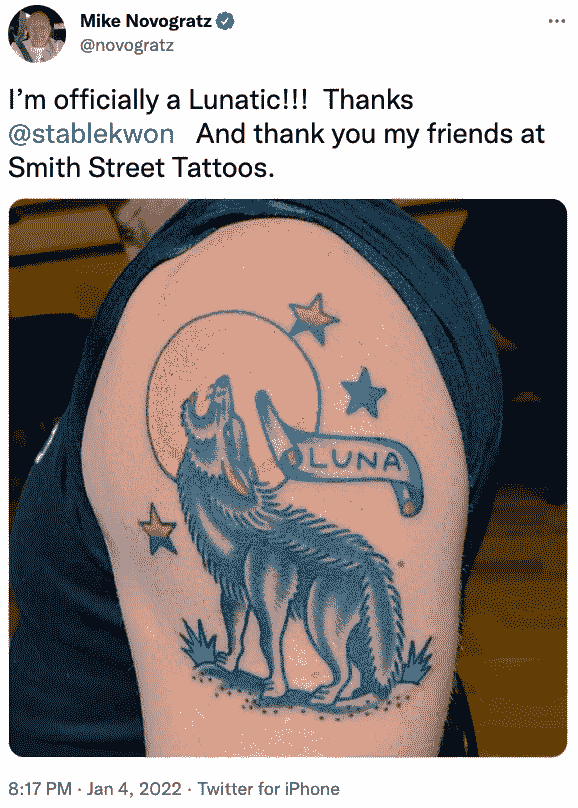 Mike Novogratz
@novogratz
I’m officially a Lunatic!!!  Thanks
@stablekwon   And thank you my friends at
Smith Street Tattoos.
LUNA
8:17 PM · Jan 4, 2022 · Twitter for iPhone